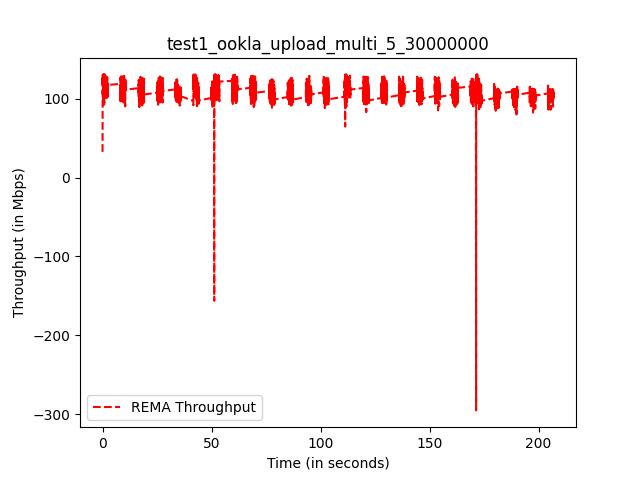 test1_ookla_upload_multi_5_30000000
Throughput (in Mbps)
100
0
−100
−200
−300
REMA Throughput
0
50
100
150
200
Time (in seconds)